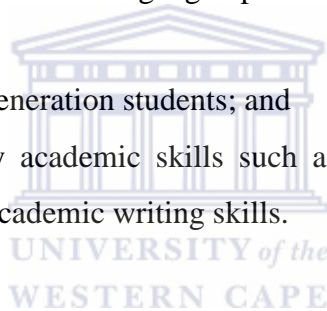 eneration students; and
academic skills such a
cademic writing skills.
UNIVERSITY of the
WESTERN CAPE